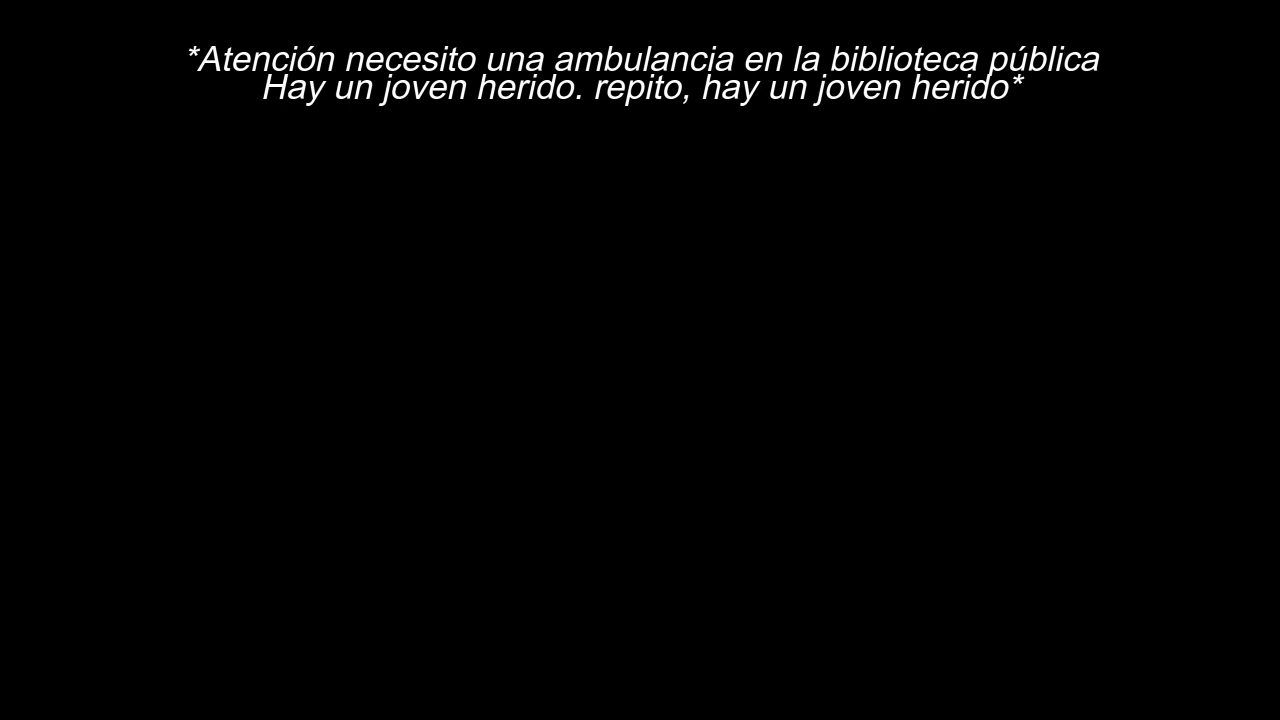 *Atención necesito una ambulancia en la biblioteca pública
Hay un joven herido. repito, hay un joven herido*